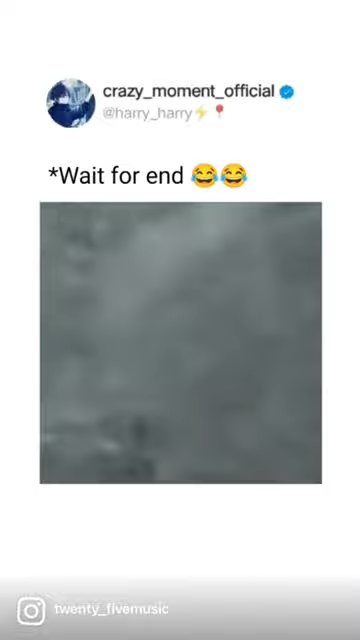 crazy_moment_official
@harry_harry⚡📍
*Wait for end 😂😂
twenty_fivemusic